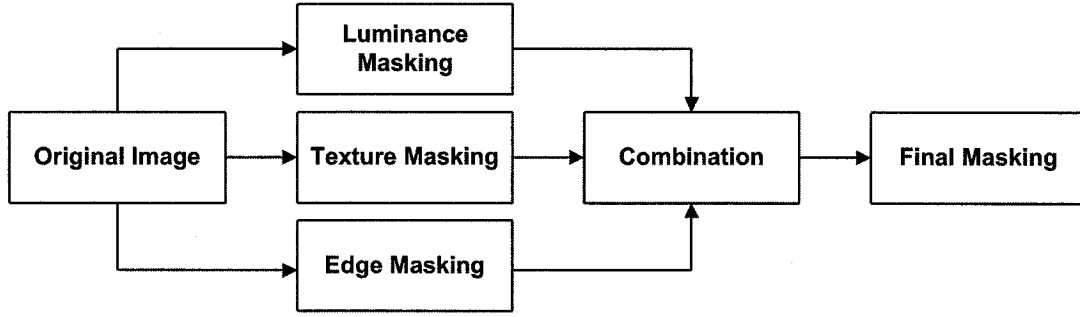 Luminance
Masking
Original Image
Texture Masking
Combination
Final Masking
Edge Masking